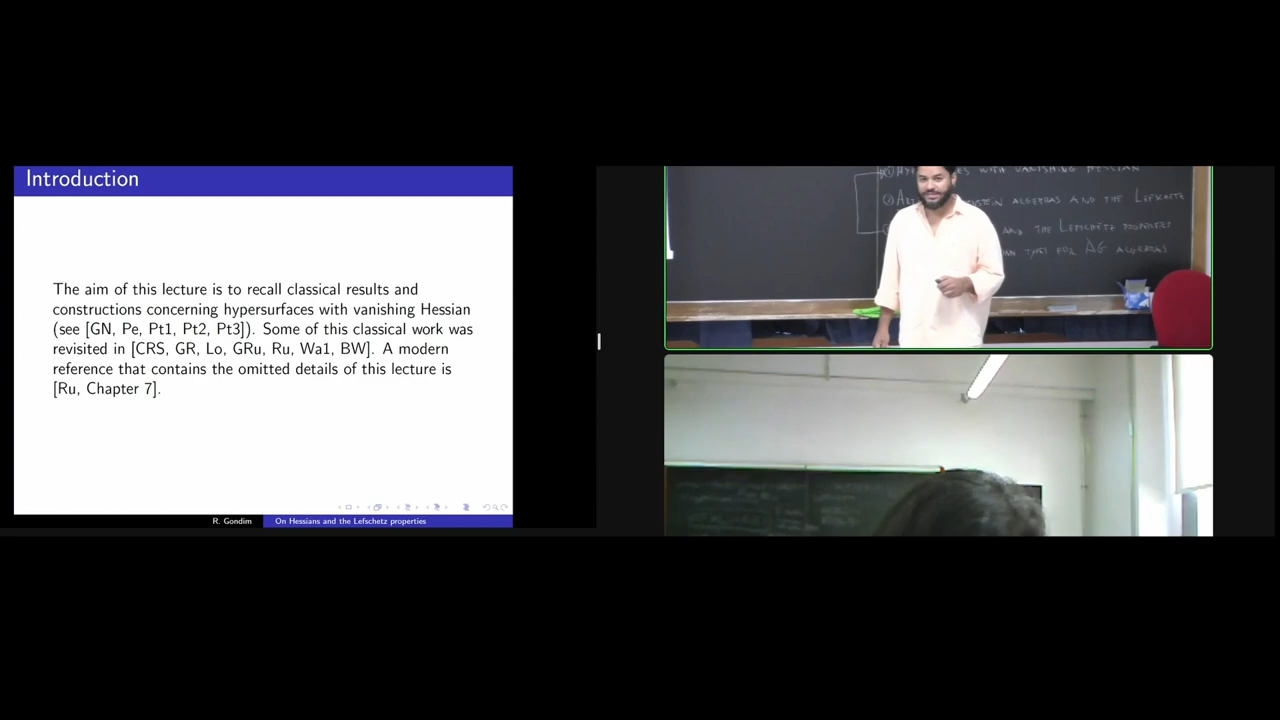 Introduction
The aim of this lecture is to recall classical results and
constructions concerning hypersurfaces with vanishing Hessian
(see [GN, Pe, Pt1, Pt2, Pt3]). Some of this classical work was
revisited in [CRS, GR, Lo, GRu, Ru, Wa1, BW]. A modern
reference that contains the omitted details of this lecture is
[Ru, Chapter 7].
R. Gondim On Hessians and the Lefschetz properties
WITH VANISHING HESSIAN
ALGEBRAS AND THE LEFSCHETZ
AND THE LEFSCHETZ PROPERTIES
FOR AG ALGEBRAS